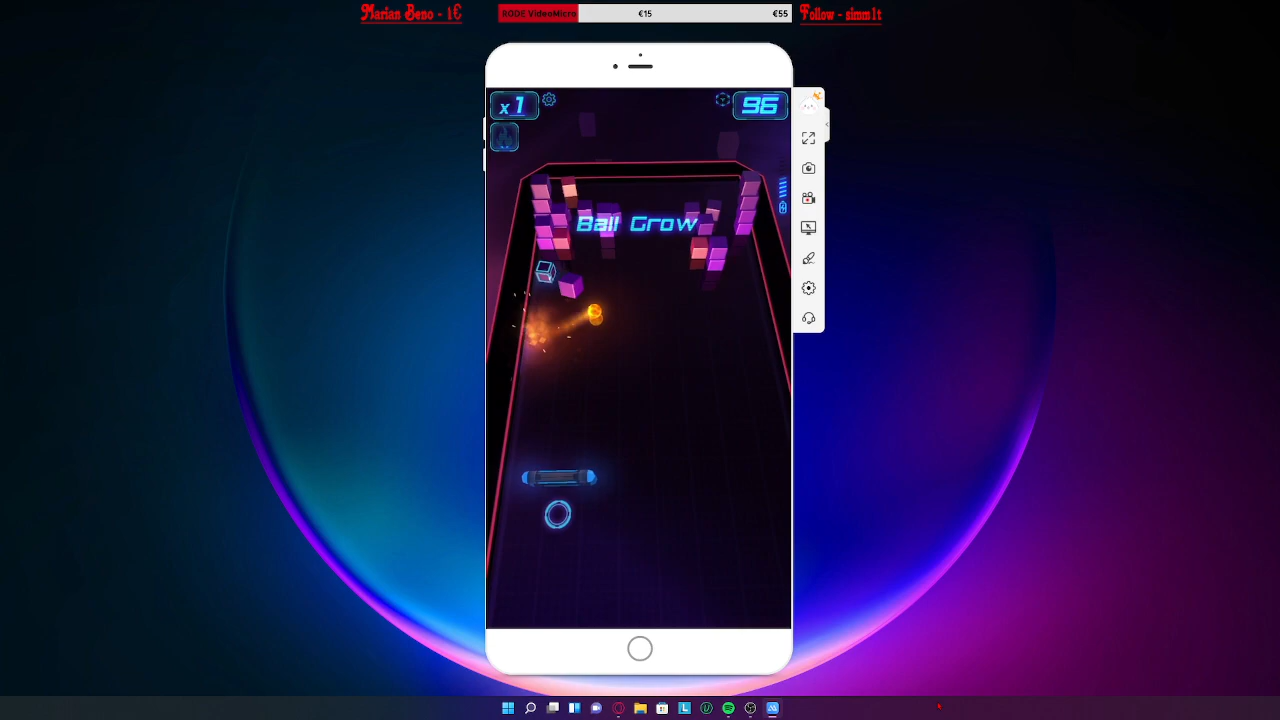 Marian Beno - 1€
RODE VideoMicro
€15
€55
Follow - simm1t
x1
96
Ball Grow